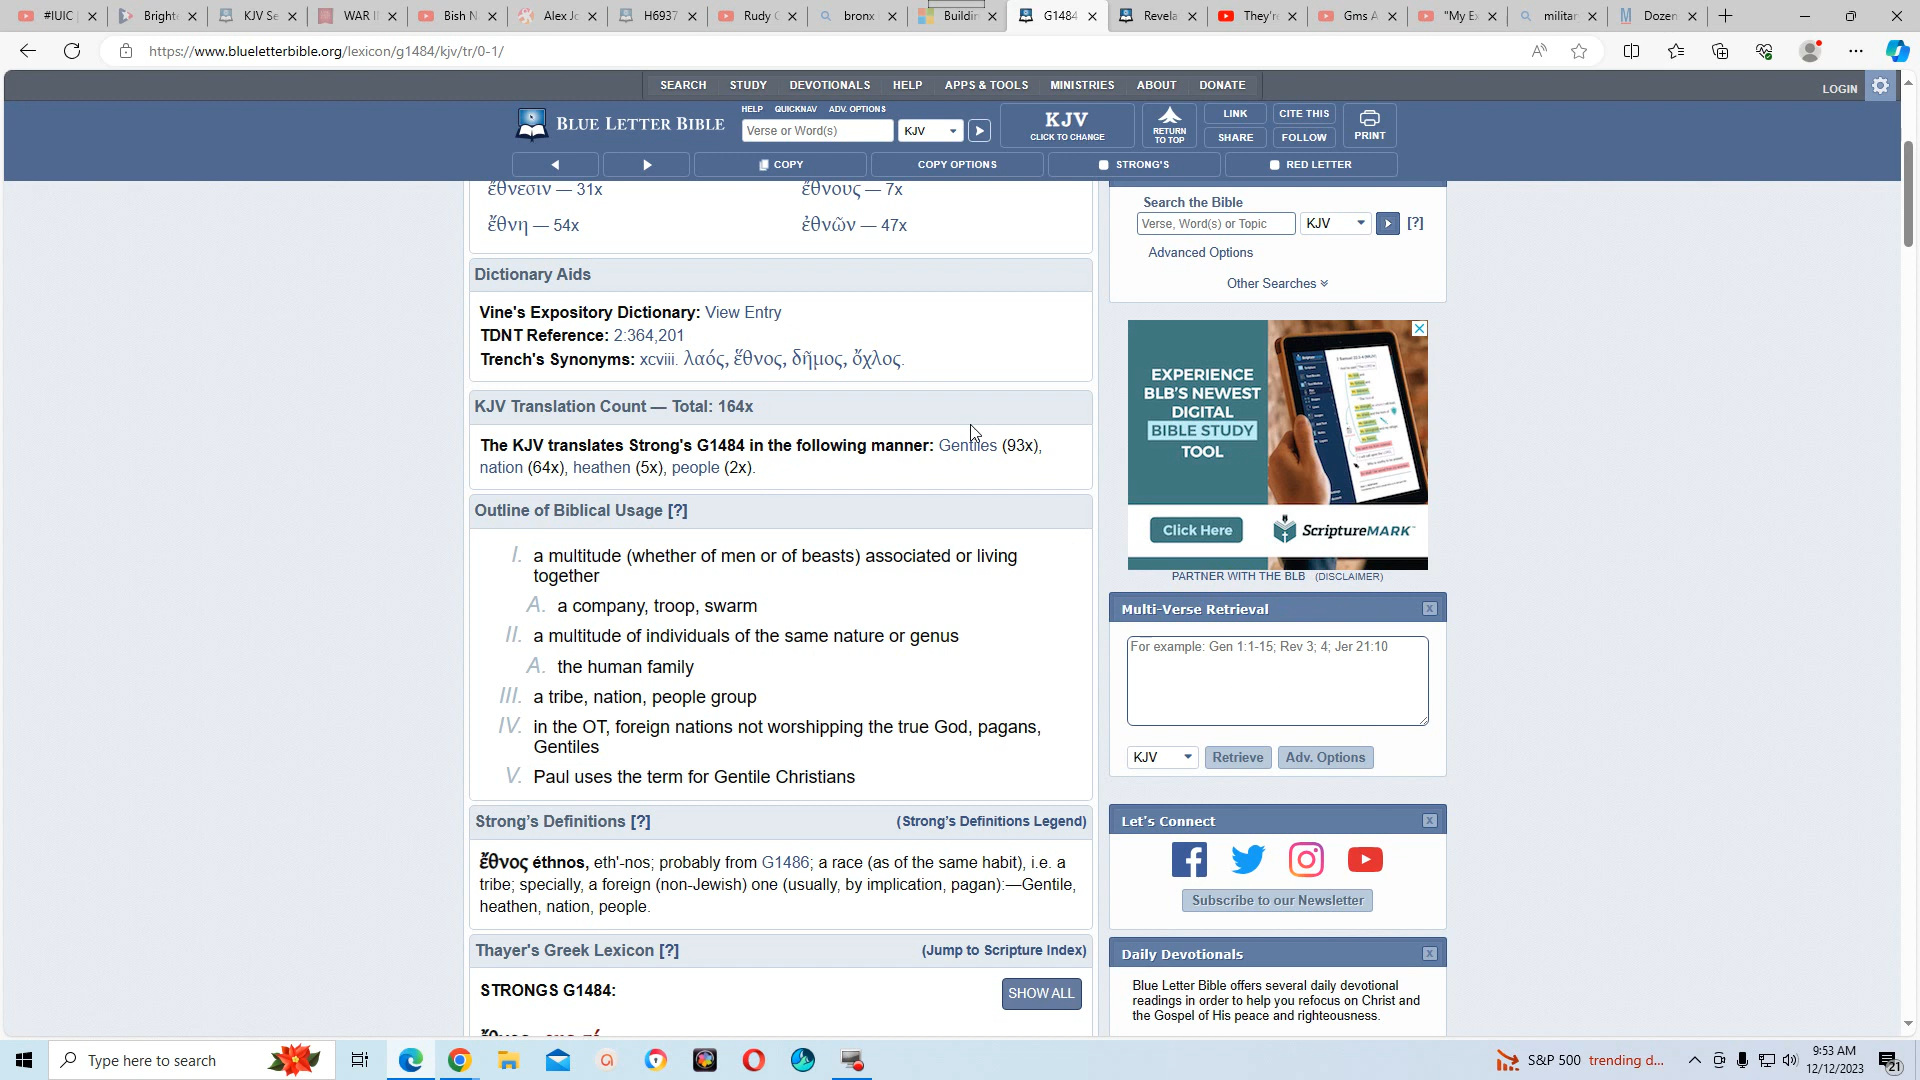 #IUIC
Bright
KJV Se
WAR I
Bish N
Alex Jo
H6937
Rudy G
bronx
Buildin
G1484
Revela
They'r
Gms A
"My E
militar
Dozen
https://www.blueletterbible.org/lexicon/g1484/kjv/tr/0-1/
SEARCH STUDY DEVOTIONALS HELP APPS & TOOLS MINISTRIES ABOUT DONATE
LOGIN
BLUE LETTER BIBLE
HELP QUICKNAV ADV. OPTIONS
Verse or Word(s)
KJV
KJV
CLICK TO CHANGE
RETURN
TO TOP
LINK
CITE THIS
SHARE
FOLLOW
PRINT
COPY
COPY OPTIONS
STRONG'S
RED LETTER
ἔθνεσιν — 31x
ἔθνους — 7x
ἔθνη — 54x
ἐθνῶν — 47x
Dictionary Aids
Vine's Expository Dictionary: View Entry
TDNT Reference: 2:364,201
Trench's Synonyms: xcviii. λαός, ἔθνος, δῆμος, ὄχλος.
KJV Translation Count — Total: 164x
The KJV translates Strong's G1484 in the following manner: Gentiles (93x),
nation (64x), heathen (5x), people (2x).
Outline of Biblical Usage [?]
I. a multitude (whether of men or of beasts) associated or living
together
A. a company, troop, swarm
II. a multitude of individuals of the same nature or genus
A. the human family
III. a tribe, nation, people group
IV. in the OT, foreign nations not worshipping the true God, pagans,
Gentiles
V. Paul uses the term for Gentile Christians
Strong's Definitions [?]
(Strong's Definitions Legend)
ἔθνος éthnos, eth'-nos; probably from G1486; a race (as of the same habit), i.e. a
tribe; specially, a foreign (non-Jewish) one (usually, by implication, pagan):—Gentile,
heathen, nation, people.
Thayer's Greek Lexicon [?]
(Jump to Scripture Index)
STRONGS G1484:
SHOW ALL
Search the Bible
Verse, Word(s) or Topic
KJV
[?]
Advanced Options
Other Searches
EXPERIENCE
BLB'S NEWEST
DIGITAL
BIBLE STUDY
TOOL
Click Here
SCRIPTUREMARK
PARTNER WITH THE BLB (DISCLAIMER)
Multi-Verse Retrieval
X
For example: Gen 1:1-15; Rev 3; 4; Jer 21:10
KJV
Retrieve
Adv. Options
Let's Connect
X
Subscribe to our Newsletter
Daily Devotionals
X
Blue Letter Bible offers several daily devotional
readings in order to help you refocus on Christ and
the Gospel of His peace and righteousness.
Type here to search
S&P 500 trending d...
9:53 AM
12/12/2023
21